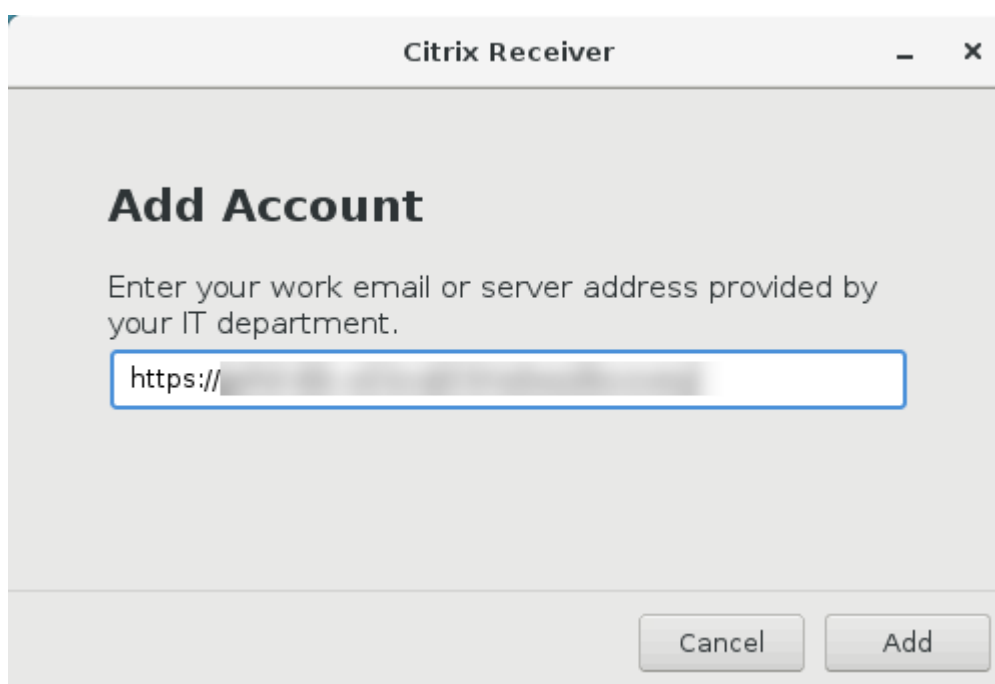 Citrix Receiver
Add Account
Enter your work email or server address provided by
your IT department.
https://
Cancel
Add